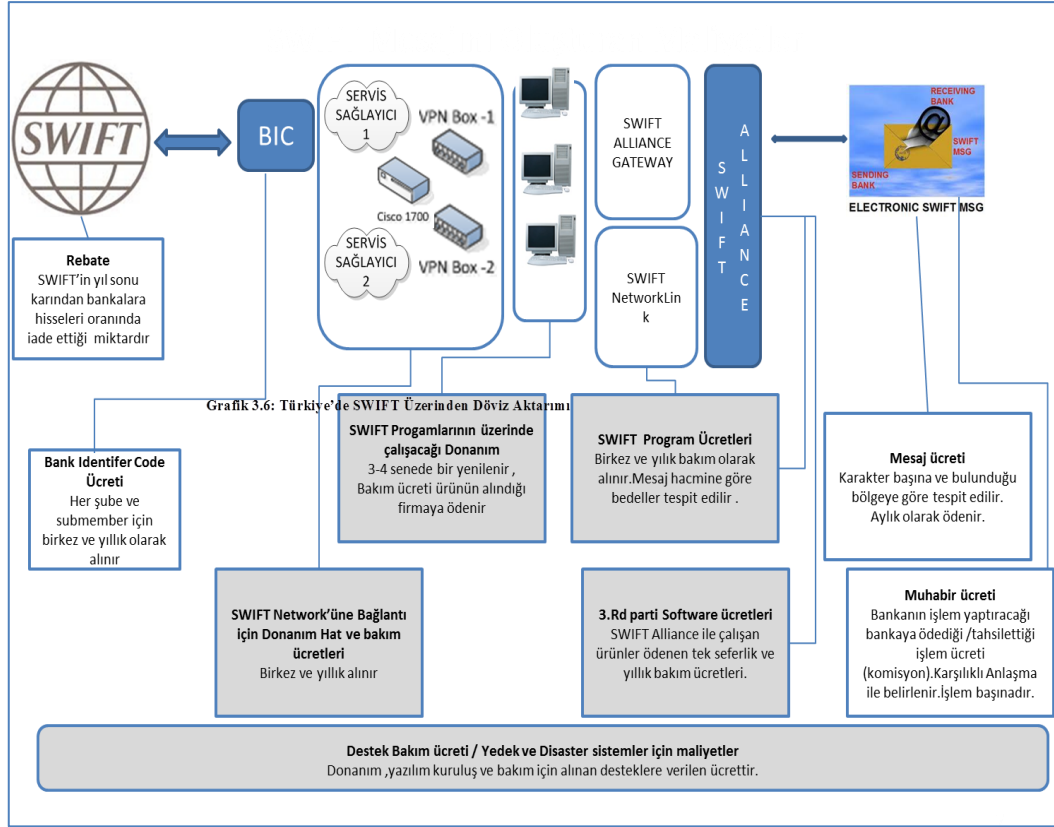 SWIFT
BIC
SERVİS
SAĞLAYICI
1
VPN Box -1
Cisco 1700
SERVİS
SAĞLAYICI
2
VPN Box -2
SWIFT
ALLIANCE
GATEWAY
SWIFT
NetworkLin
k
SWIFT
ALLIANCE
RECEIVING
BANK
@
SWIFT
MSG
SENDING
BANK
ELECTRONIC SWIFT MSG
Rebate
SWIFT’in yıl sonu
karından bankalara
hisseleri oranında
iade ettiği miktardır
Grafik 3.6: Türkiye’de SWIFT Üzerinden Döviz Aktarımı
Bank Identifer Code
Ücreti
Her şube ve
submember için
birkez ve yıllık olarak
alınır
SWIFT Progamlarının üzerinde
çalışacağı Donanım
3-4 senede bir yenilenir ,
Bakım ücreti ürünün alındığı
firmaya ödenir
SWIFT Program Ücretleri
Birkez ve yılık bakım olarak
alınır.Mesaj hacmine göre
bedeller tespit edilir .
Mesaj ücreti
Karakter başına ve bulunduğu
bölgeye göre tespit edilir.
Aylık olarak ödenir.
SWIFT Network’üne Bağlantı
için Donanım Hat ve bakım
ücretleri
Birkez ve yıllık alınır
3.Rd parti Software ücretleri
SWIFT Alliance ile çalışan
ürünler ödenen tek seferlik ve
yıllık bakım ücretleri.
Muhabir ücreti
Bankanın işlem yaptıracağı
bankaya ödediği /tahsilettiği
işlem ücreti
(komisyon).Karşılıklı Anlaşma
ile belirlenir.İşlem başınadır.
Destek Bakım ücreti / Yedek ve Disaster sistemler için maliyetler
Donanım ,yazılım kuruluş ve bakım için alınan desteklere verilen ücrettir.